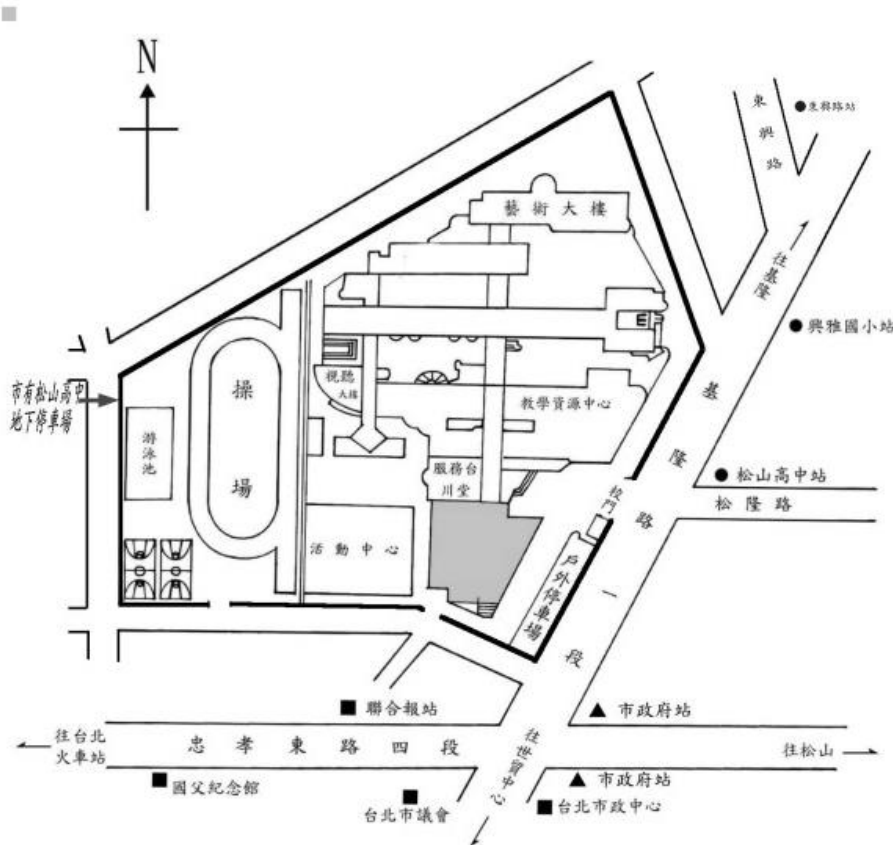 N
東興路
東興路站
藝術大樓
往基隆
興雅國小站
市有松山高中
地下停車場
操場
視聽
大樓
教學資源中心
游泳池
服務台
川堂
校門
松山高中站
松隆路
基隆路一段
活動中心
戶外停車場
聯合報站
市政府站
往台北
火車站
忠孝東路四段
往世貿中心
往松山
國父紀念館
台北市議會
市政府站
台北市政中心